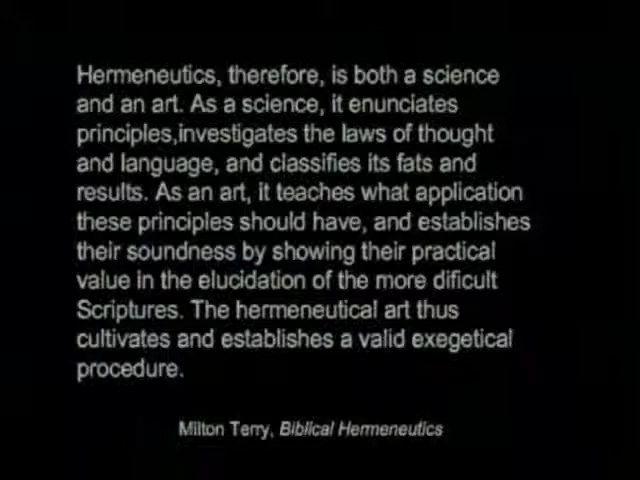 Hermeneutics, therefore, is both a science
and an art. As a science, it enunciates
principles,investigates the laws of thought
and language, and classifies its fats and
results. As an art, it teaches what application
these principles should have, and establishes
their soundness by showing their practical
value in the elucidation of the more dificult
Scriptures. The hermeneutical art thus
cultivates and establishes a valid exegetical
procedure.
Milton Terry, Biblical Hermeneutics